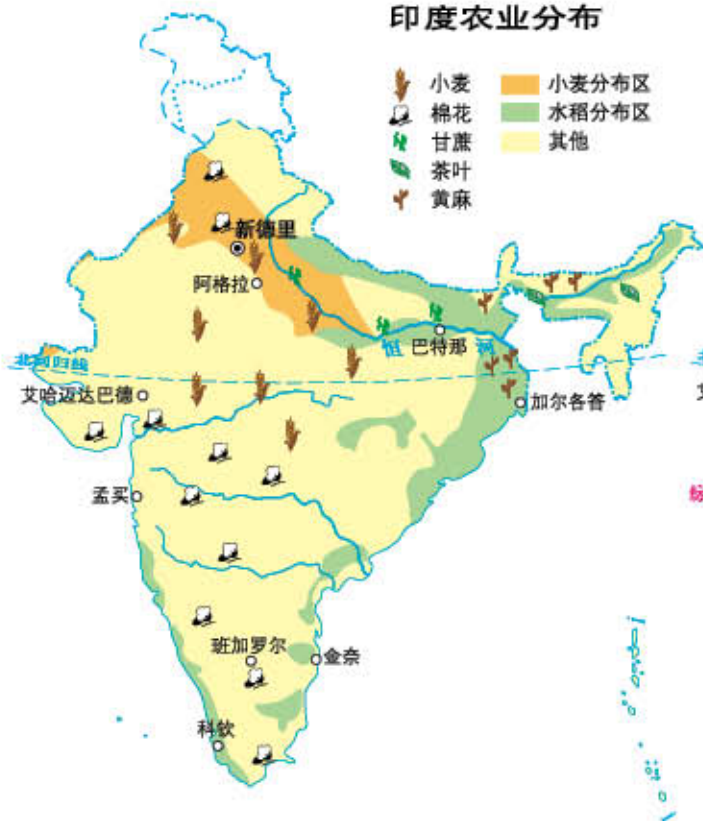 印度农业分布
小麦 小麦分布区
棉花 水稻分布区
甘蔗 其他
茶叶
黄麻
新德里
阿格拉
恒河
巴特那
北回归线
艾哈迈达巴德
加尔各答
孟买
班加罗尔
金奈
科钦